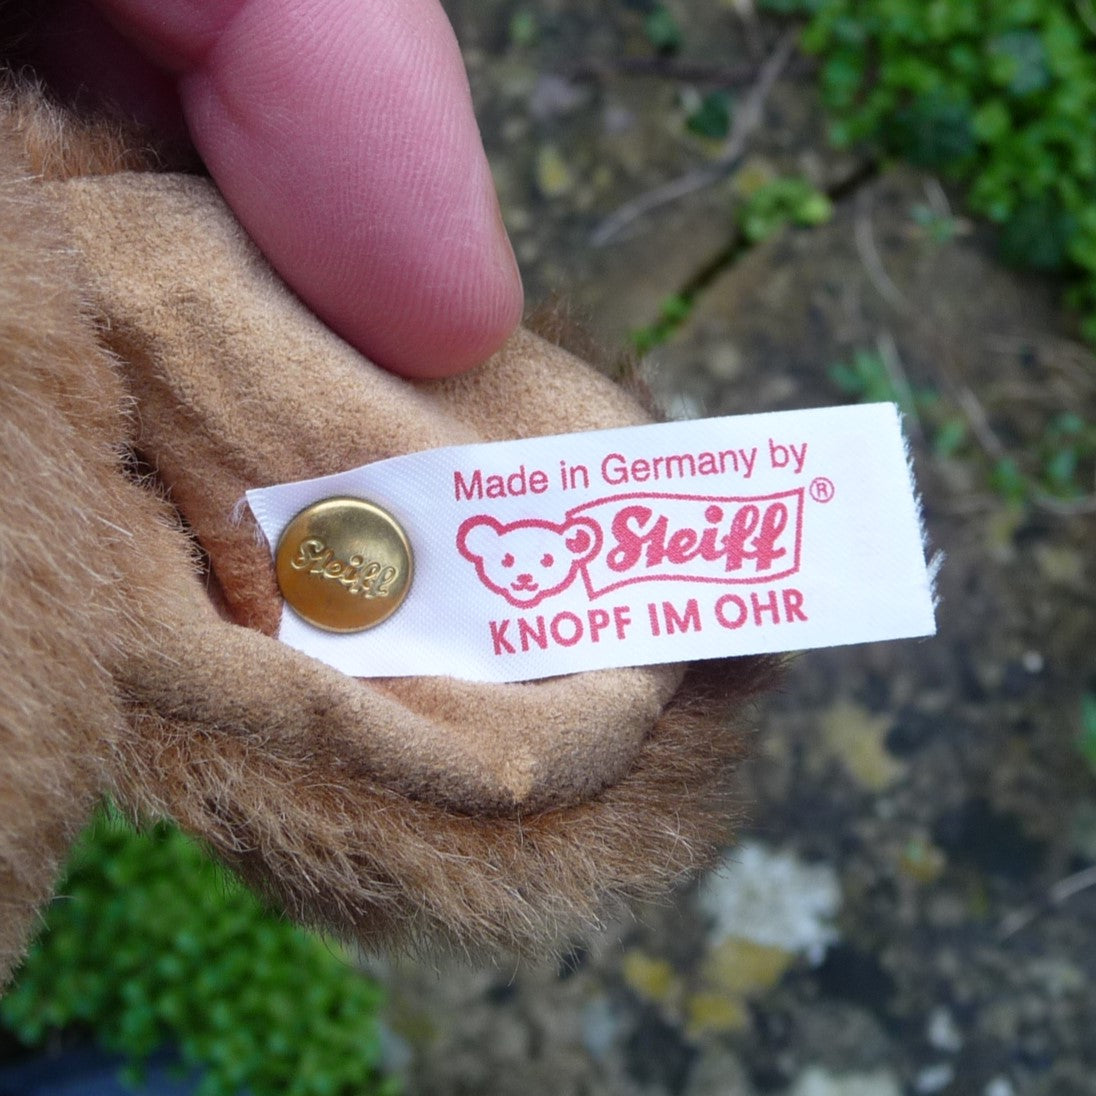 Made in Germany by
Steiff®
KNOPF IM OHR
Steiff